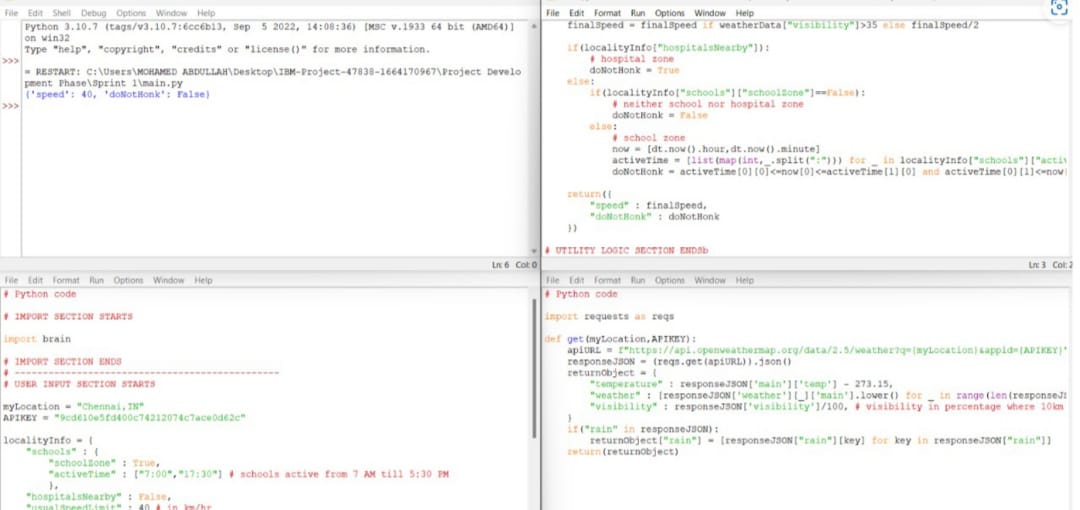 File Edit Shell Debug Options Window Help
Python 3.10.7 (tags/v3.10.7:6cc6b13, Sep 5 2022, 14:08:36) [MSC v.1933 64 bit (AMD64)]
on win32
Type "help", "copyright", "credits" or "license()" for more information.
>>>
= RESTART: C:\Users\MOHAMED ABDULLAH\Desktop\IBM-Project-47838-1664170967\Project Develo
pment Phase\Sprint 1\main.py
{'speed': 40, 'doNotHonk': False}
>>>
Ln: 6 Col: 0
File Edit Format Run Options Window Help
finalSpeed = finalSpeed if weatherData["visibility"]>35 else finalSpeed/2
if(localityInfo["hospitalsNearby"]):
# hospital zone
doNotHonk = True
else:
if(localityInfo["schools"]["schoolZone"]==False):
# neither school nor hospital zone
doNotHonk = False
else:
# school zone
now = [dt.now().hour,dt.now().minute]
activeTime = [list(map(int,_.split(":"))) for _ in localityInfo["schools"]["activ
doNotHonk = activeTime[0][0]<=now[0]<=activeTime[1][0] and activeTime[0][1]<=now[
return({
"speed" : finalSpeed,
"doNotHonk" : doNotHonk
})
# UTILITY LOGIC SECTION ENDSb
Ln: 3 Col: 2
File Edit Format Run Options Window Help
# Python code
# IMPORT SECTION STARTS
import brain
# IMPORT SECTION ENDS
# -----------------------------------------------
# USER INPUT SECTION STARTS
myLocation = "Chennai,IN"
APIKEY = "9cd610e5fd400c74212074c7ace0d62c"
localityInfo = {
"schools" : {
"schoolZone" : True,
"activeTime" : ["7:00","17:30"] # schools active from 7 AM till 5:30 PM
},
"hospitalsNearby" : False,
"usualSpeedLimit" : 40 # in km/hr
File Edit Format Run Options Window Help
# Python code
import requests as reqs
def get(myLocation,APIKEY):
apiURL = f"https://api.openweathermap.org/data/2.5/weather?q={myLocation}&appid={APIKEY}"
responseJSON = (reqs.get(apiURL)).json()
returnObject = {
"temperature" : responseJSON['main']['temp'] - 273.15,
"weather" : [responseJSON['weather'][_]['main'].lower() for _ in range(len(responseJS
"visibility" : responseJSON['visibility']/100, # visibility in percentage where 10km
}
if("rain" in responseJSON):
returnObject["rain"] = [responseJSON["rain"][key] for key in responseJSON["rain"]]
return(returnObject)